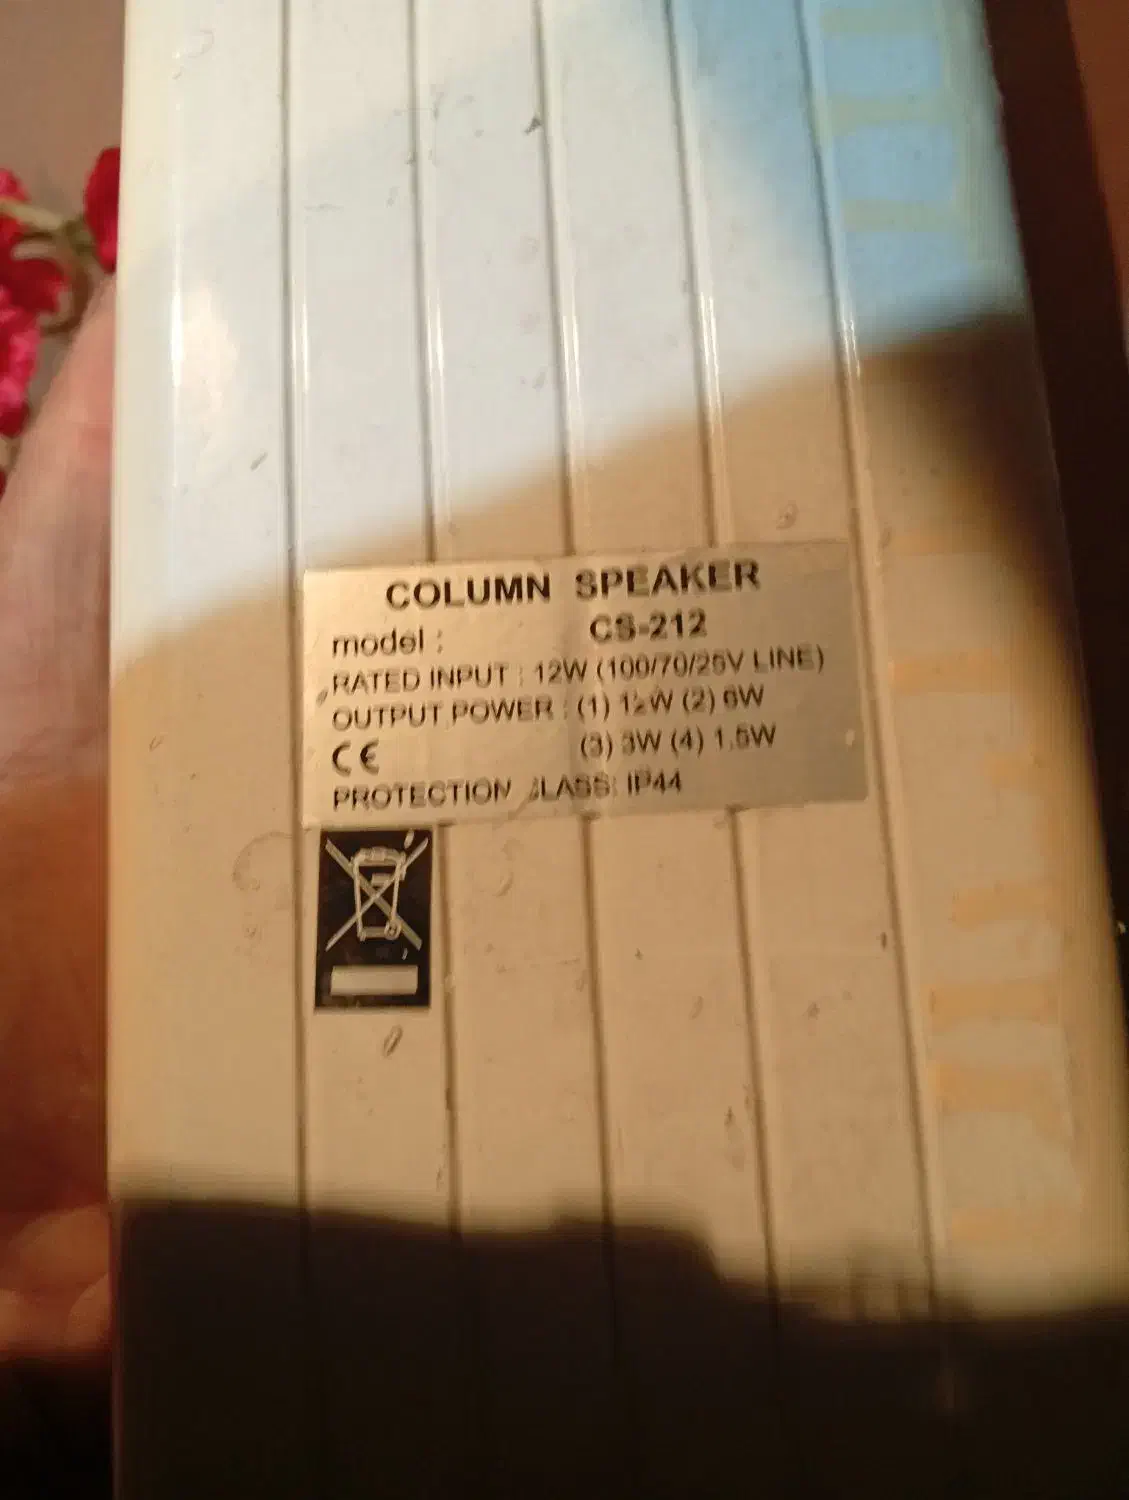 COLUMN SPEAKER
model : CS-212
RATED INPUT : 12W (100/70/25V LINE)
OUTPUT POWER : (1) 12W (2) 6W
CE (3) 3W (4) 1.5W
PROTECTION CLASS: IP44